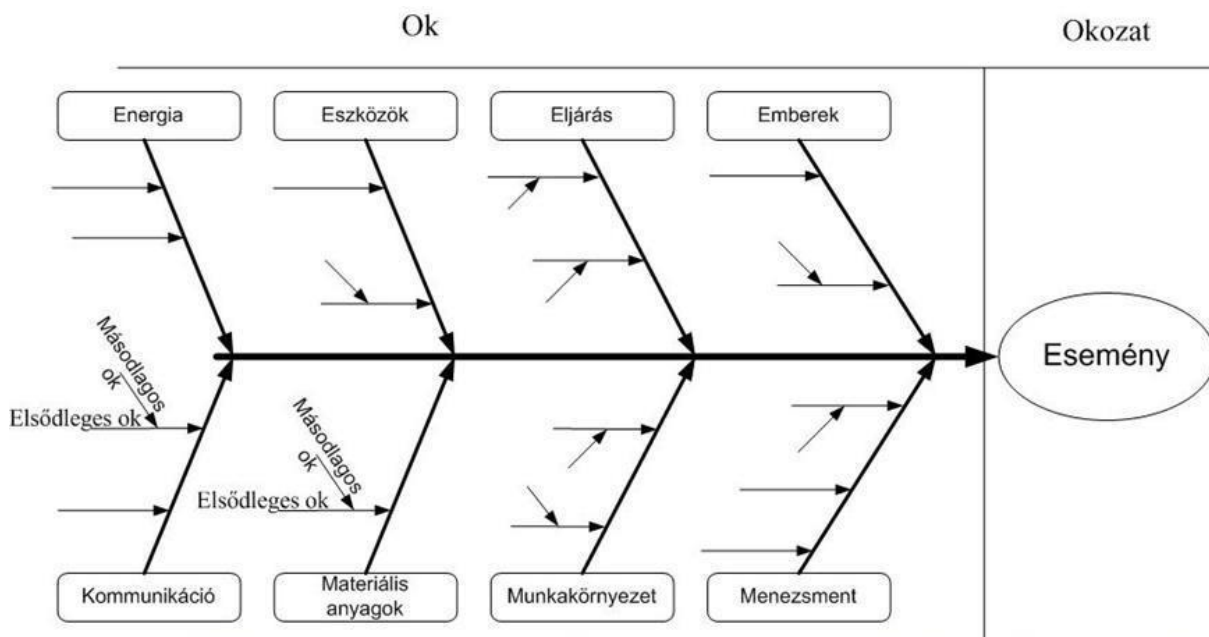 Ok
Okozat
Energia
Eszközök
Eljárás
Emberek
Másodlagos
ok
Elsődleges ok
Másodlagos
ok
Elsődleges ok
Esemény
Kommunikáció
Materiális
anyagok
Munkakörnyezet
Menezsment